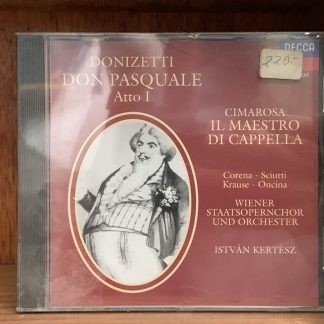 DONIZETTI
DON PASQUALE
Atto I
DECCA
220.-
CIMAROSA
IL MAESTRO
DI CAPPELLA
Corena - Sciutti
Krause - Oncina
WIENER
STAATSOPERNCHOR
UND ORCHESTER
ISTVÁN KERTÉSZ